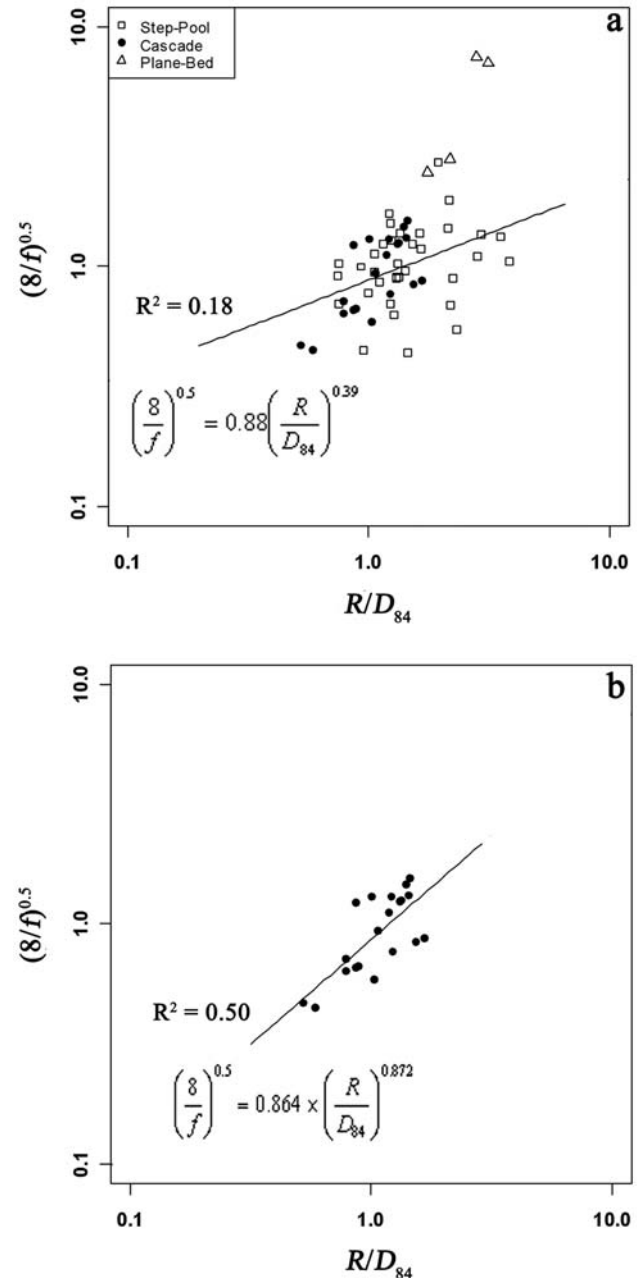 a
Step-Pool
Cascade
Plane-Bed
10.0
1.0
0.1
(8/f)^0.5
R² = 0.18
(8/f)^0.5 = 0.88(R/D₈₄)^0.39
0.1 1.0 10.0
R/D₈₄
b
10.0
1.0
0.1
(8/f)^0.5
R² = 0.50
(8/f)^0.5 = 0.864 × (R/D₈₄)^0.872
0.1 1.0 10.0
R/D₈₄